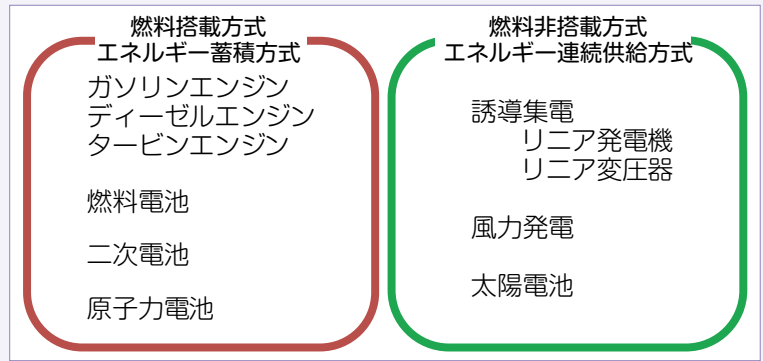 燃料搭載方式
エネルギー蓄積方式
ガソリンエンジン
ディーゼルエンジン
タービンエンジン
燃料電池
二次電池
原子力電池
燃料非搭載方式
エネルギー連続供給方式
誘導集電
リニア発電機
リニア変圧器
風力発電
太陽電池